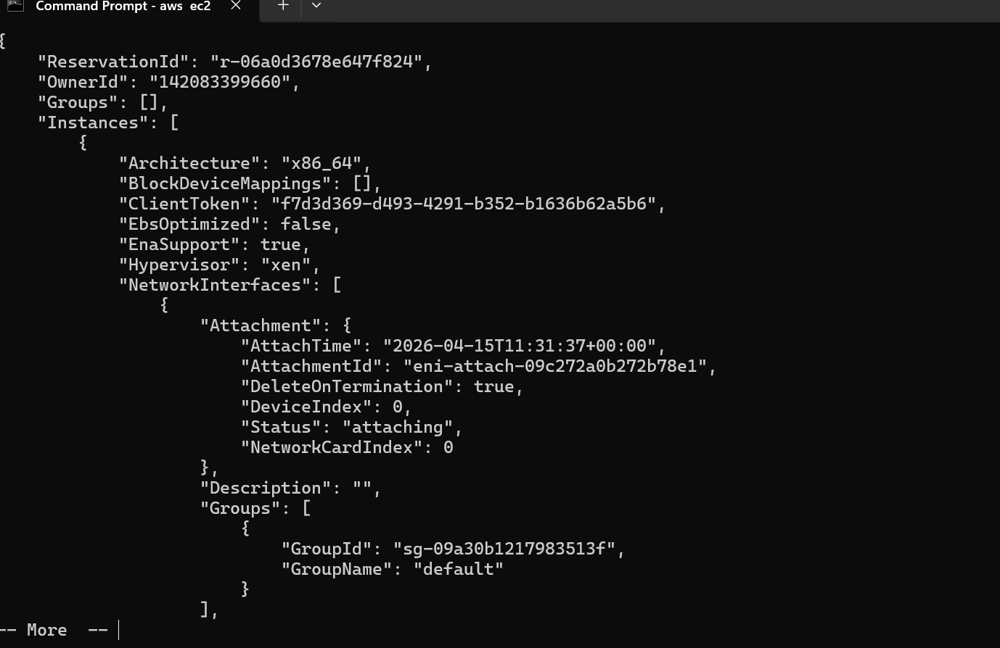 Command Prompt - aws  ec2
{
    "ReservationId": "r-06a0d3678e647f824",
    "OwnerId": "142083399660",
    "Groups": [],
    "Instances": [
        {
            "Architecture": "x86_64",
            "BlockDeviceMappings": [],
            "ClientToken": "f7d3d369-d493-4291-b352-b1636b62a5b6",
            "EbsOptimized": false,
            "EnaSupport": true,
            "Hypervisor": "xen",
            "NetworkInterfaces": [
                {
                    "Attachment": {
                        "AttachTime": "2026-04-15T11:31:37+00:00",
                        "AttachmentId": "eni-attach-09c272a0b272b78e1",
                        "DeleteOnTermination": true,
                        "DeviceIndex": 0,
                        "Status": "attaching",
                        "NetworkCardIndex": 0
                    },
                    "Description": "",
                    "Groups": [
                        {
                            "GroupId": "sg-09a30b1217983513f",
                            "GroupName": "default"
                        }
                    ],
-- More  --